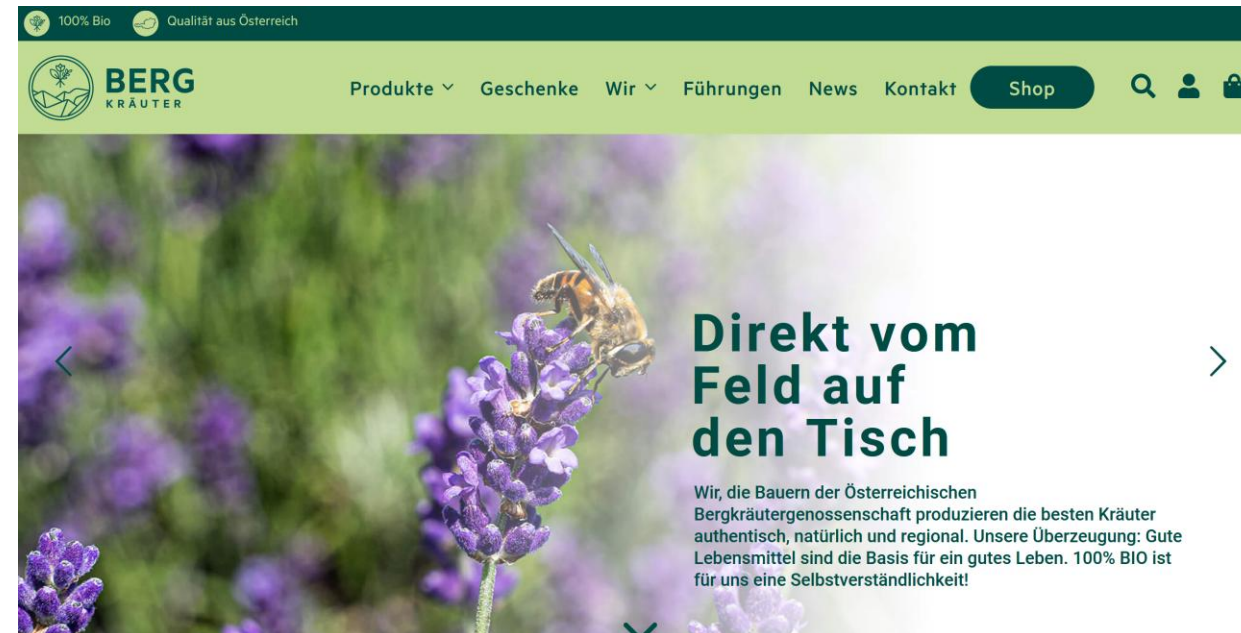 100% Bio Qualität aus Österreich
BERG
KRÄUTER
Produkte Geschenke Wir Führungen News Kontakt Shop
Direkt vom
Feld auf
den Tisch
Wir, die Bauern der Österreichischen
Bergkräutergenossenschaft produzieren die besten Kräuter
authentisch, natürlich und regional. Unsere Überzeugung: Gute
Lebensmittel sind die Basis für ein gutes Leben. 100% BIO ist
für uns eine Selbstverständlichkeit!